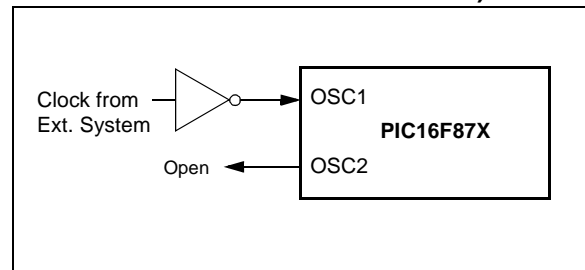 Clock from
Ext. System
OSC1
PIC16F87X
Open
OSC2